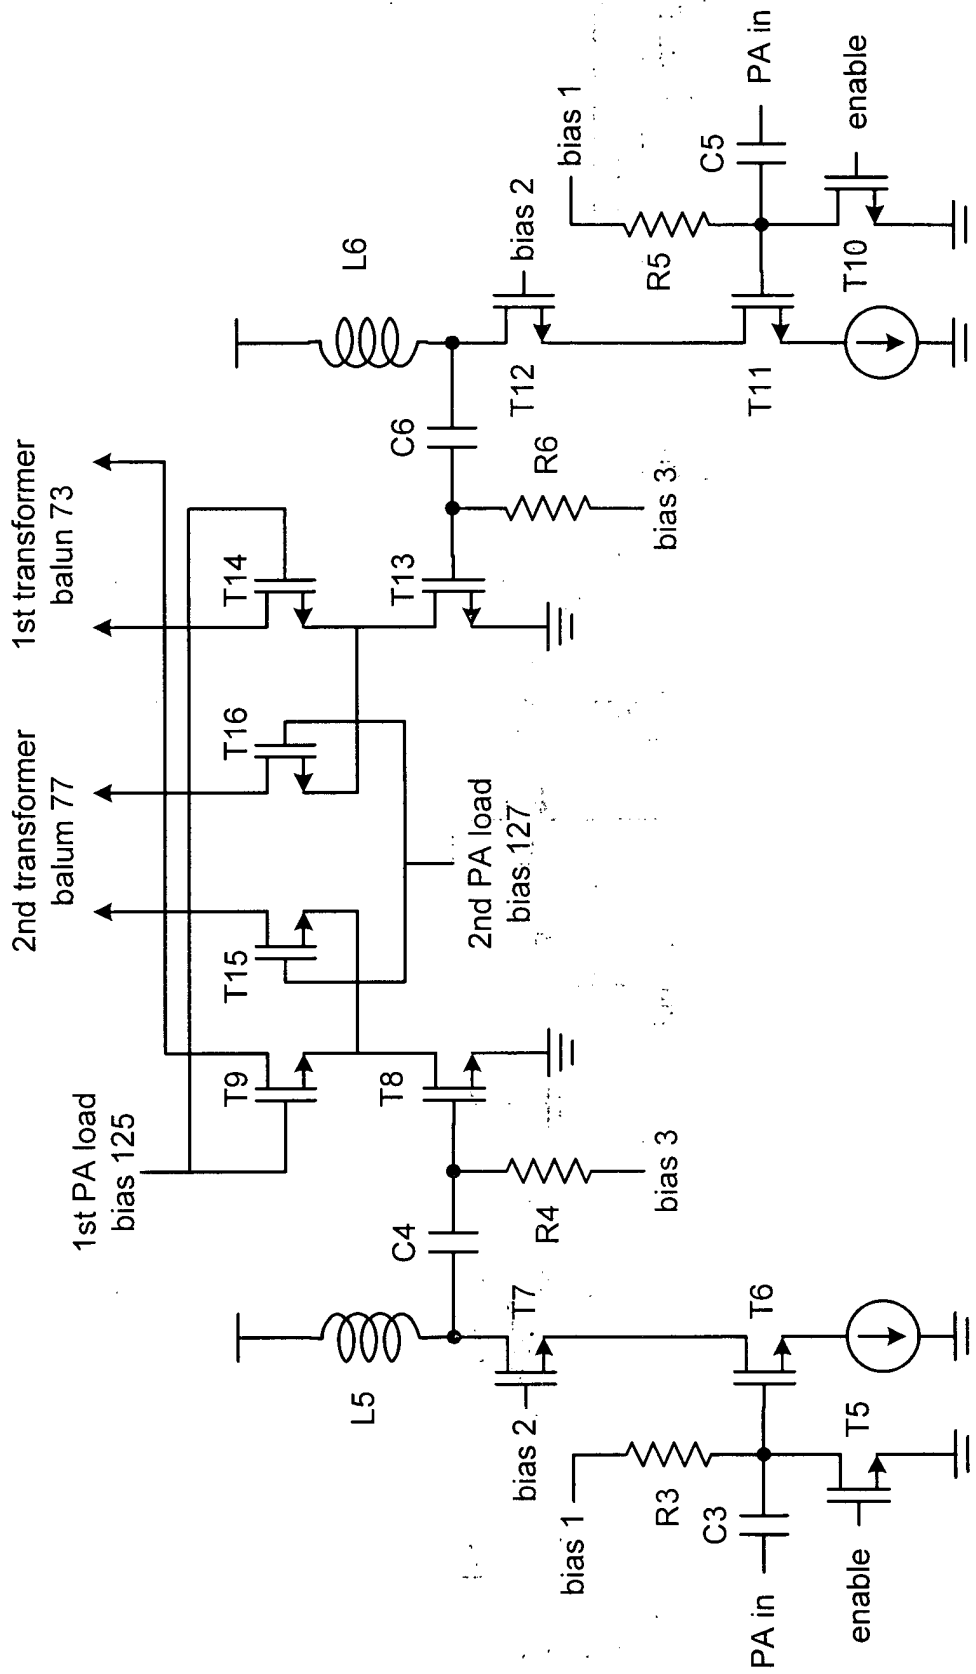 1st PA load
bias 125
2nd transformer
balum 77
1st transformer
balun 73
T9
T15
T16
T14
L5
C4
T8
T13
C6
L6
2nd PA load
bias 127
bias 2
T7
R4
bias 3
R6
bias 3
T12
bias 2
bias 1
R3
C3
PA in
T6
T5
enable
bias 1
R5
C5
PA in
T11
T10
enable